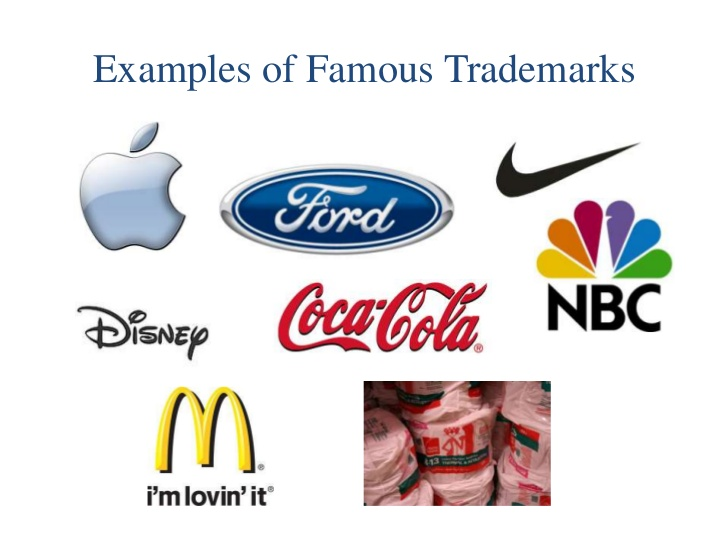 Examples of Famous Trademarks
Ford
NBC
Disney
Coca-Cola®
®
i'm lovin' it®